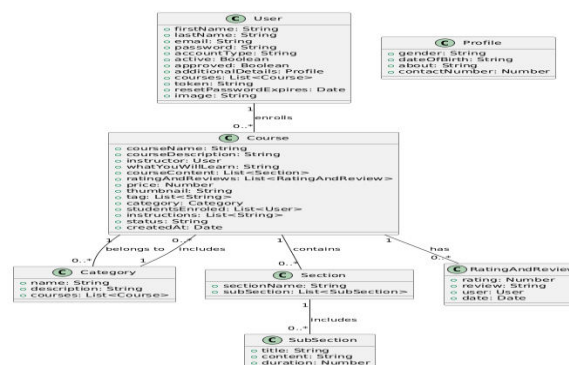 C User
firstName: String
lastName: String
email: String
password: String
accountType: String
active: Boolean
approved: Boolean
additionalDetails: Profile
courses: List<Course>
token: String
resetPasswordExpires: Date
image: String
C Profile
gender: String
dateOfBirth: String
about: String
contactNumber: Number
1
enrolls
0..*
C Course
courseName: String
courseDescription: String
instructor: User
whatYouWillLearn: String
courseContent: List<Section>
ratingAndReviews: List<RatingAndReview>
price: Number
thumbnail: String
tag: List<String>
category: Category
studentsEnroled: List<User>
instructions: List<String>
status: String
createdAt: Date
1 0..* 1 1
belongs to includes contains has
0..* 1 0..* 0..*
C Category
name: String
description: String
courses: List<Course>
C Section
sectionName: String
subSection: List<SubSection>
C RatingAndReview
rating: Number
review: String
user: User
date: Date
1
includes
0..*
C SubSection
title: String
content: String
duration: Number